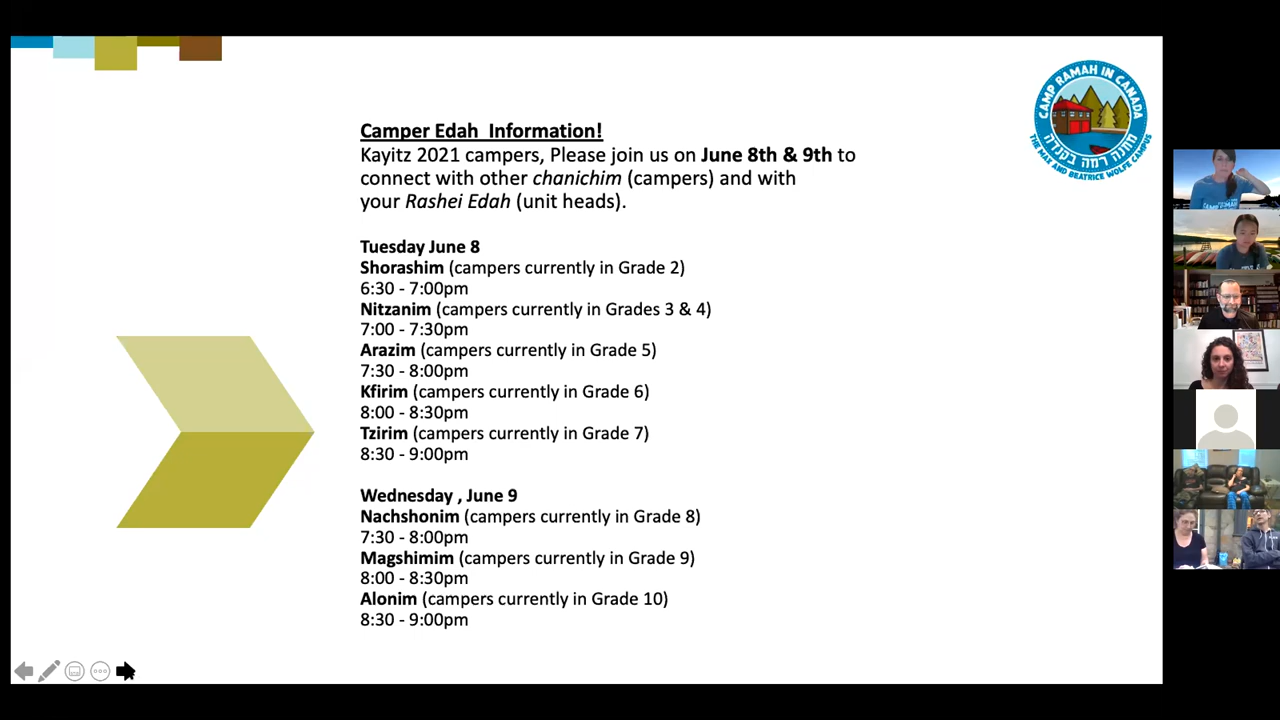 Camper Edah  Information!
Kayitz 2021 campers, Please join us on June 8th & 9th to
connect with other chanichim (campers) and with
your Rashei Edah (unit heads).
Tuesday June 8
Shorashim (campers currently in Grade 2)
6:30 - 7:00pm
Nitzanim (campers currently in Grades 3 & 4)
7:00 - 7:30pm
Arazim (campers currently in Grade 5)
7:30 - 8:00pm
Kfirim (campers currently in Grade 6)
8:00 - 8:30pm
Tzirim (campers currently in Grade 7)
8:30 - 9:00pm
Wednesday , June 9
Nachshonim (campers currently in Grade 8)
7:30 - 8:00pm
Magshimim (campers currently in Grade 9)
8:00 - 8:30pm
Alonim (campers currently in Grade 10)
8:30 - 9:00pm
CAMP RAMAH IN CANADA
מחנה רמה בקנדה
THE MAX AND BEATRICE WOLFE CAMPUS